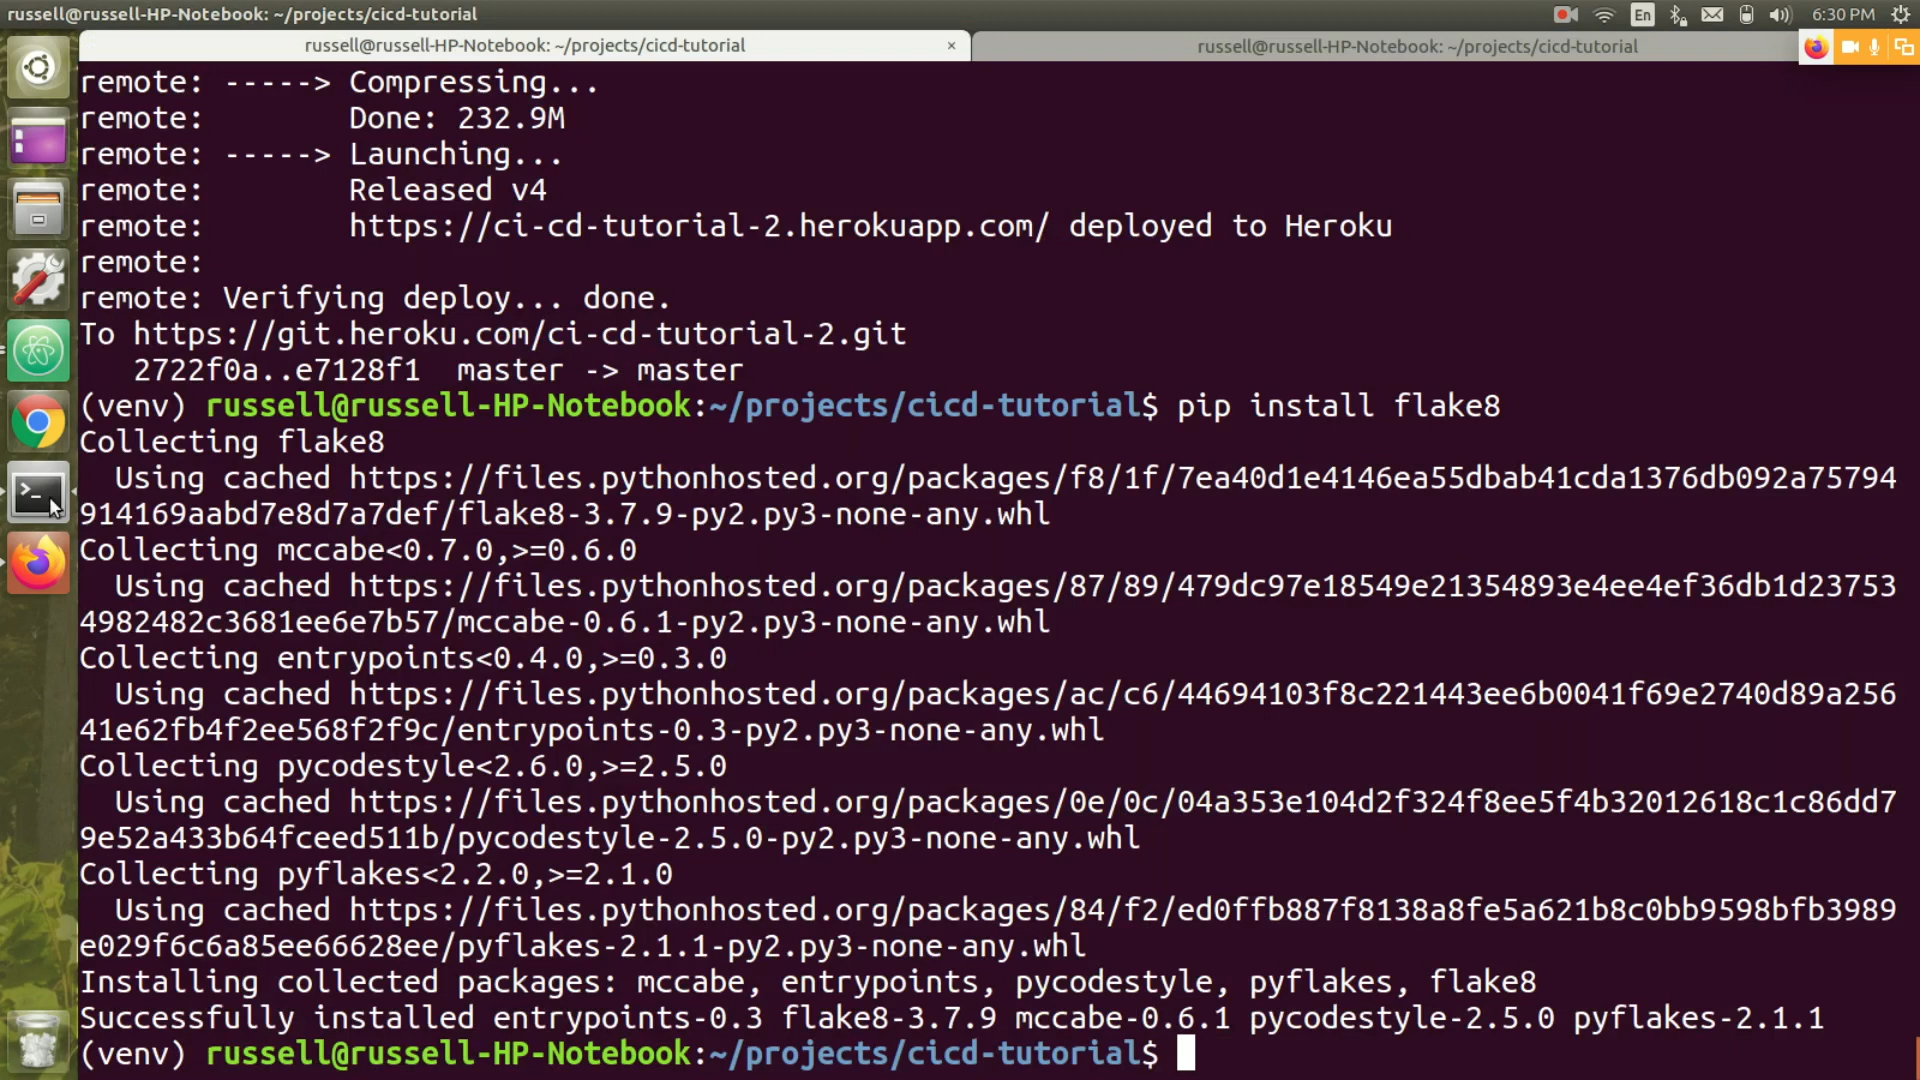 russell@russell-HP-Notebook: ~/projects/cicd-tutorial
En
6:30 PM
russell@russell-HP-Notebook: ~/projects/cicd-tutorial ×
russell@russell-HP-Notebook: ~/projects/cicd-tutorial
remote: -----> Compressing...
remote:        Done: 232.9M
remote: -----> Launching...
remote:        Released v4
remote:        https://ci-cd-tutorial-2.herokuapp.com/ deployed to Heroku
remote:
remote: Verifying deploy... done.
To https://git.heroku.com/ci-cd-tutorial-2.git
   2722f0a..e7128f1  master -> master
(venv) russell@russell-HP-Notebook:~/projects/cicd-tutorial$ pip install flake8
Collecting flake8
  Using cached https://files.pythonhosted.org/packages/f8/1f/7ea40d1e4146ea55dbab41cda1376db092a75794
914169aabd7e8d7a7def/flake8-3.7.9-py2.py3-none-any.whl
Collecting mccabe<0.7.0,>=0.6.0
  Using cached https://files.pythonhosted.org/packages/87/89/479dc97e18549e21354893e4ee4ef36db1d23753
4982482c3681ee6e7b57/mccabe-0.6.1-py2.py3-none-any.whl
Collecting entrypoints<0.4.0,>=0.3.0
  Using cached https://files.pythonhosted.org/packages/ac/c6/44694103f8c221443ee6b0041f69e2740d89a256
41e62fb4f2ee568f2f9c/entrypoints-0.3-py2.py3-none-any.whl
Collecting pycodestyle<2.6.0,>=2.5.0
  Using cached https://files.pythonhosted.org/packages/0e/0c/04a353e104d2f324f8ee5f4b32012618c1c86dd7
9e52a433b64fceed511b/pycodestyle-2.5.0-py2.py3-none-any.whl
Collecting pyflakes<2.2.0,>=2.1.0
  Using cached https://files.pythonhosted.org/packages/84/f2/ed0ffb887f8138a8fe5a621b8c0bb9598bfb3989
e029f6c6a85ee66628ee/pyflakes-2.1.1-py2.py3-none-any.whl
Installing collected packages: mccabe, entrypoints, pycodestyle, pyflakes, flake8
Successfully installed entrypoints-0.3 flake8-3.7.9 mccabe-0.6.1 pycodestyle-2.5.0 pyflakes-2.1.1
(venv) russell@russell-HP-Notebook:~/projects/cicd-tutorial$